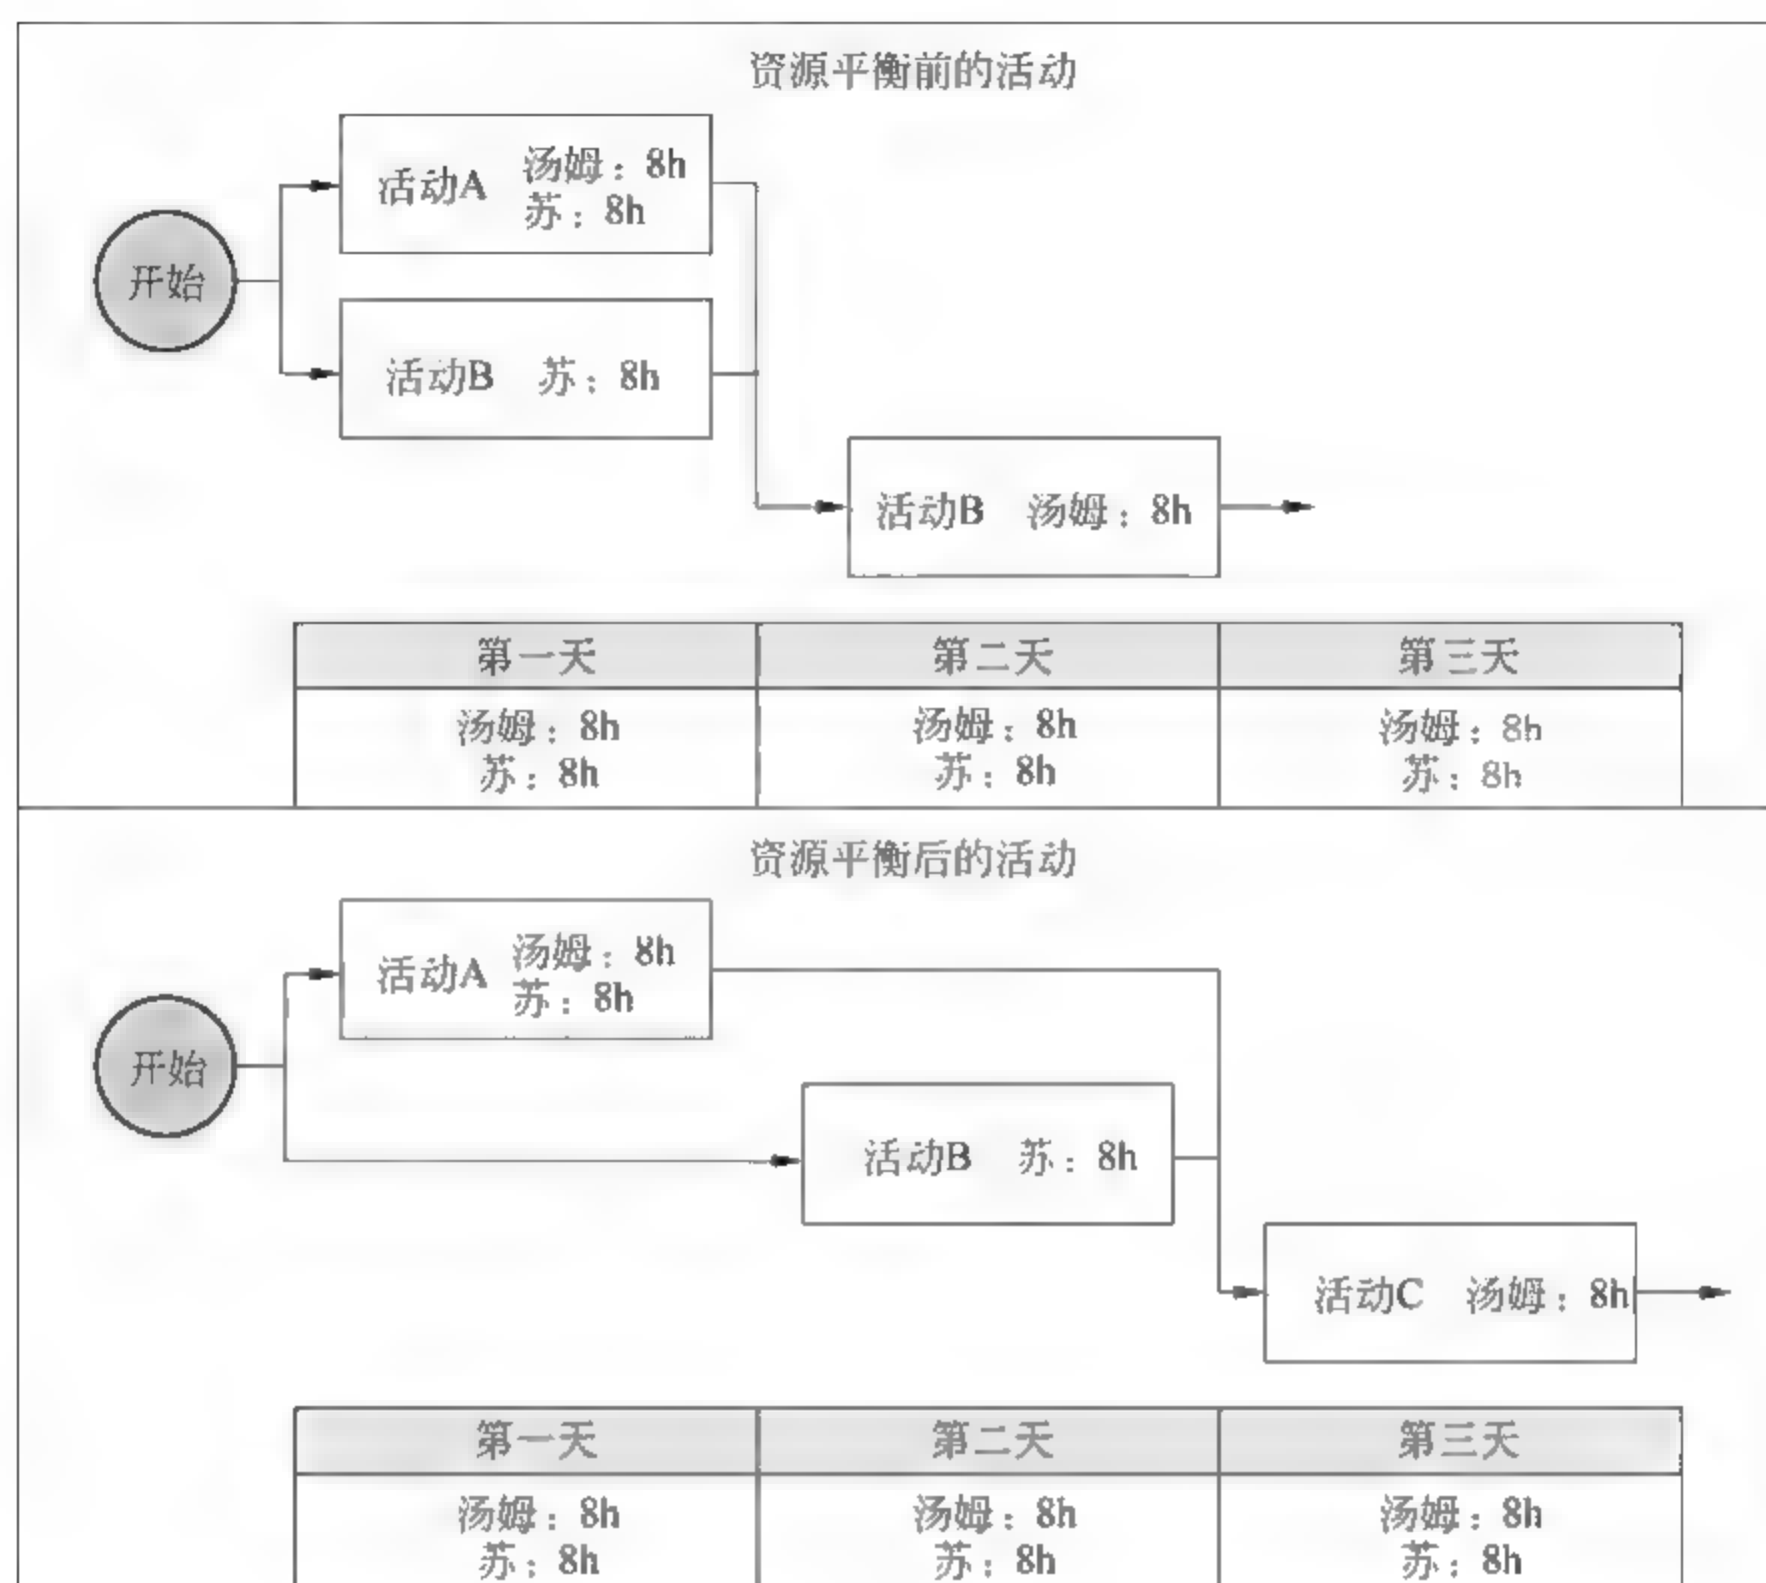 资源平衡前的活动
活动A 汤姆：8h
苏：8h
开始
活动B 苏：8h
活动B 汤姆：8h
第一天 第二天 第三天
汤姆：8h 汤姆：8h 汤姆：8h
苏：8h 苏：8h 苏：8h
资源平衡后的活动
活动A 汤姆：8h
苏：8h
开始
活动B 苏：8h
活动C 汤姆：8h
第一天 第二天 第三天
汤姆：8h 汤姆：8h 汤姆：8h
苏：8h 苏：8h 苏：8h